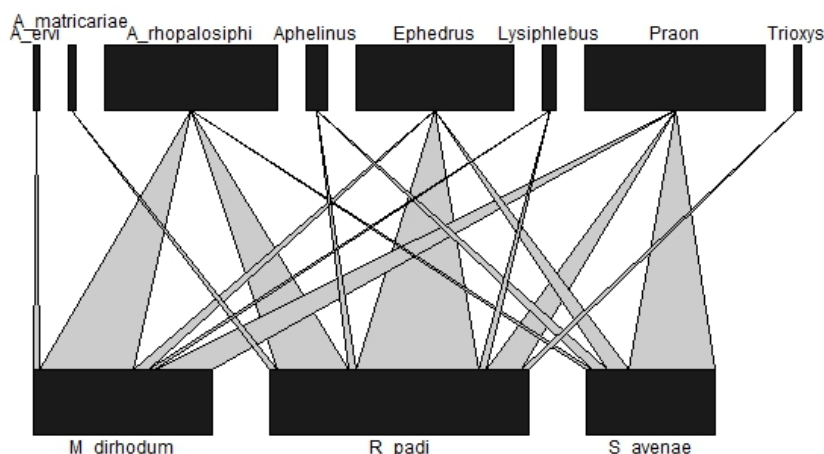 A_matricariae
A_ervi A_rhopalosiphi Aphelinus Ephedrus Lysiphlebus Praon Trioxys
M_dirhodum R_padi S_avenae